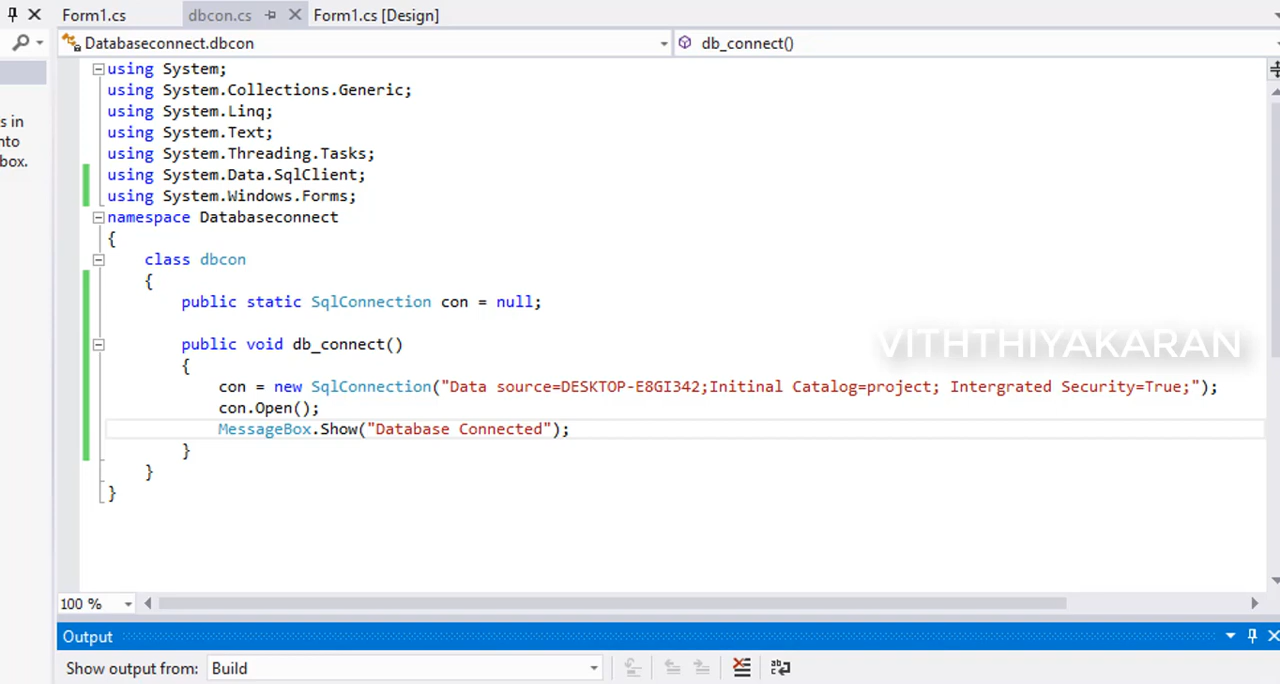 Form1.cs dbcon.cs Form1.cs [Design]
Databaseconnect.dbcon db_connect()
using System;
using System.Collections.Generic;
s in using System.Linq;
nto using System.Text;
box. using System.Threading.Tasks;
using System.Data.SqlClient;
using System.Windows.Forms;
namespace Databaseconnect
{
class dbcon
{
public static SqlConnection con = null;
public void db_connect()
VITHTHIYAKARAN
{
con = new SqlConnection("Data source=DESKTOP-E8GI342;Initinal Catalog=project; Intergrated Security=True;");
con.Open();
MessageBox.Show("Database Connected");
}
}
}
100 %
Output
Show output from: Build